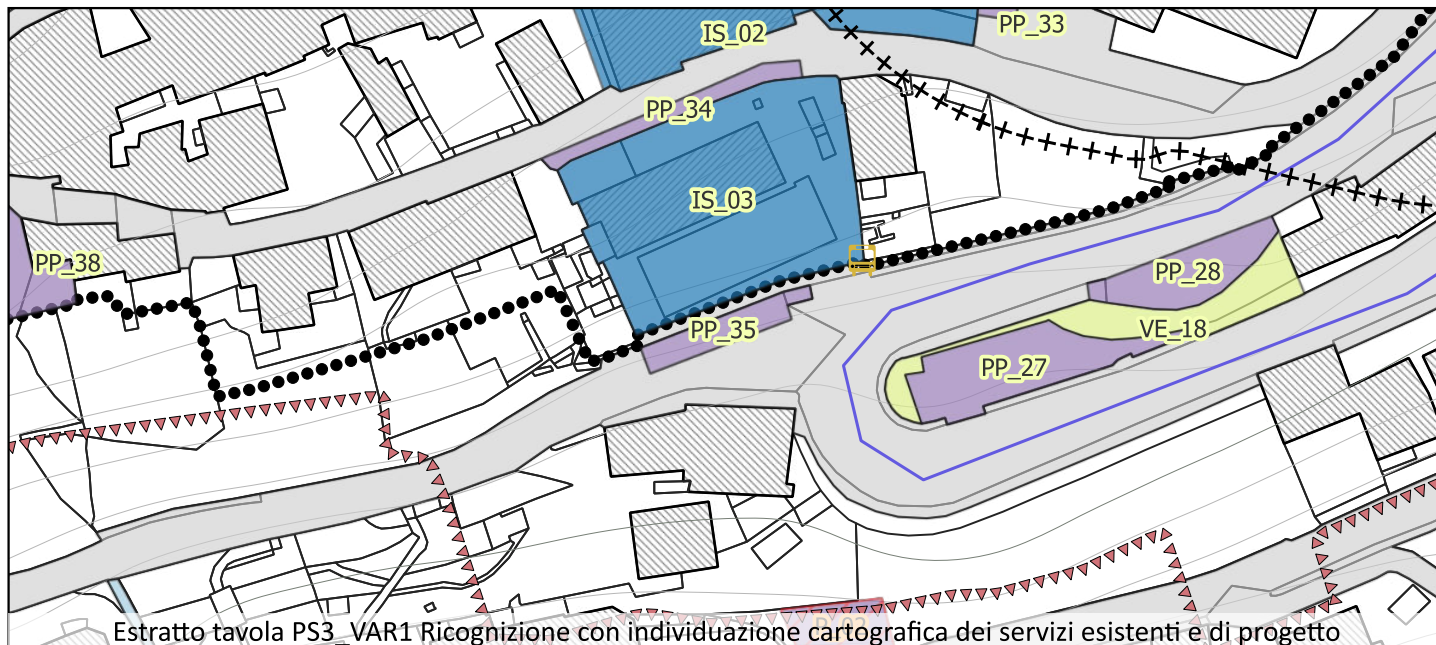 IS_02
PP_33
PP_34
IS_03
PP_38
PP_28
PP_35
VE_18
PP_27
Estratto tavola PS3_VAR1 Ricognizione con individuazione cartografica dei servizi esistenti e di progetto